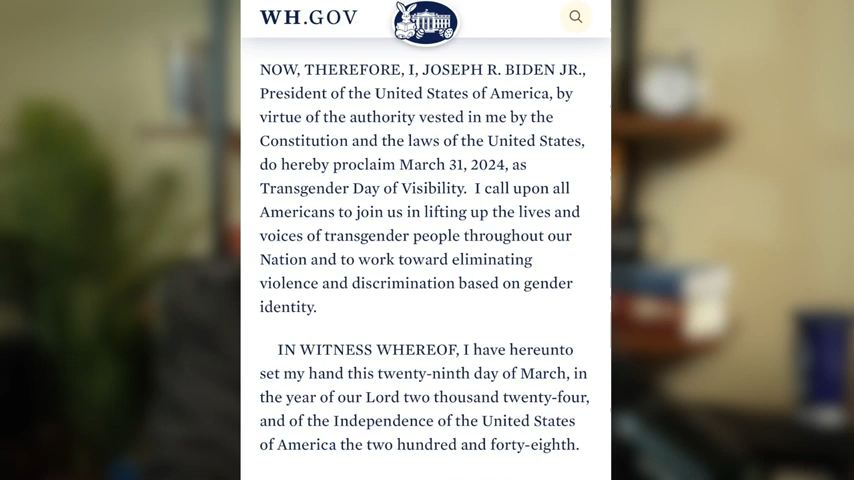 WH.GOV
NOW, THEREFORE, I, JOSEPH R. BIDEN JR.,
President of the United States of America, by
virtue of the authority vested in me by the
Constitution and the laws of the United States,
do hereby proclaim March 31, 2024, as
Transgender Day of Visibility.  I call upon all
Americans to join us in lifting up the lives and
voices of transgender people throughout our
Nation and to work toward eliminating
violence and discrimination based on gender
identity.
IN WITNESS WHEREOF, I have hereunto
set my hand this twenty-ninth day of March, in
the year of our Lord two thousand twenty-four,
and of the Independence of the United States
of America the two hundred and forty-eighth.